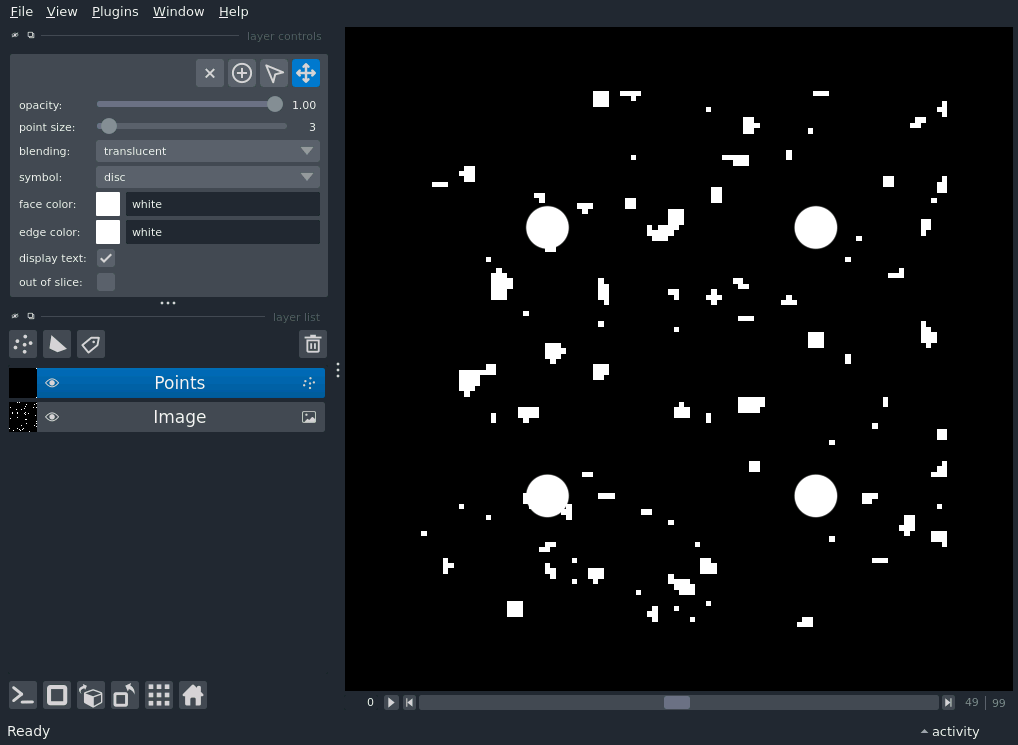 File View Plugins Window Help
layer controls
opacity: 1.00
point size: 3
blending: translucent
symbol: disc
face color: white
edge color: white
display text:
out of slice:
layer list
Points
Image
0 49 99
Ready activity